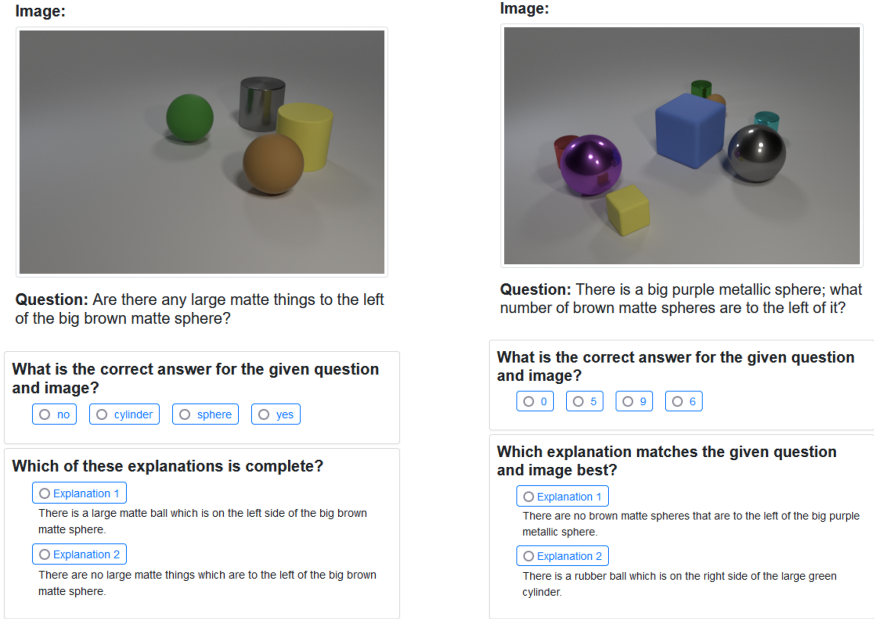 Image:
Question: Are there any large matte things to the left
of the big brown matte sphere?
What is the correct answer for the given question
and image?
no cylinder sphere yes
Which of these explanations is complete?
Explanation 1
There is a large matte ball which is on the left side of the big brown
matte sphere.
Explanation 2
There are no large matte things which are to the left of the big brown
matte sphere.
Image:
Question: There is a big purple metallic sphere; what
number of brown matte spheres are to the left of it?
What is the correct answer for the given question
and image?
0 5 9 6
Which explanation matches the given question
and image best?
Explanation 1
There are no brown matte spheres that are to the left of the big purple
metallic sphere.
Explanation 2
There is a rubber ball which is on the right side of the large green
cylinder.